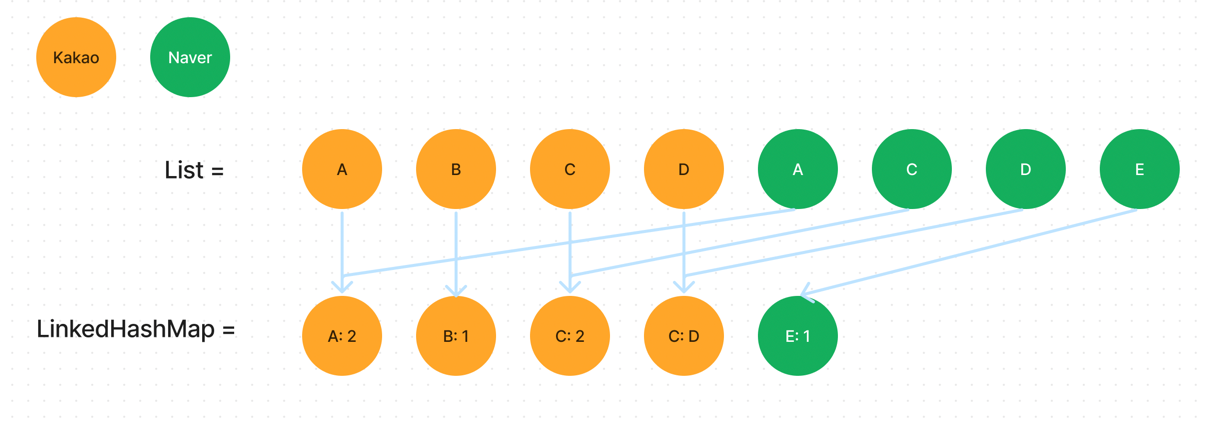 Kakao Naver
List = A B C D A C D E
LinkedHashMap = A: 2 B: 1 C: 2 C: D E: 1